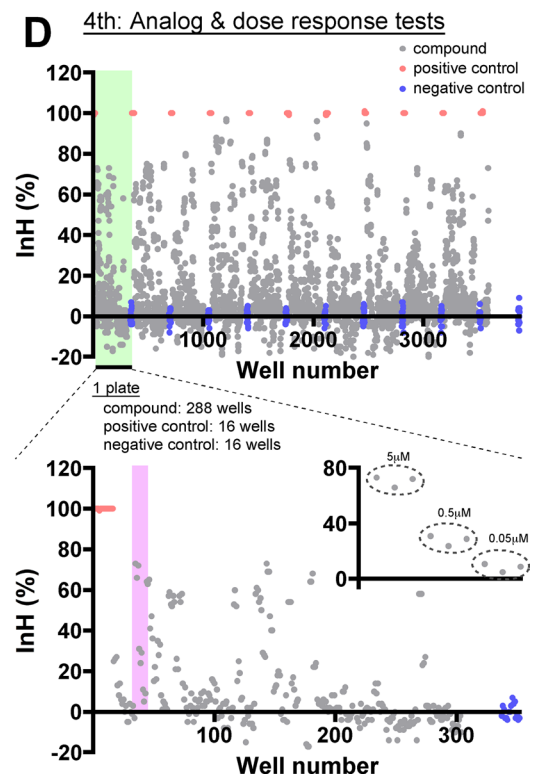 D
4th: Analog & dose response tests
compound
positive control
negative control
120
100
80
60
40
20
0
-20
InH (%)
1000
2000
3000
Well number
1 plate
compound: 288 wells
positive control: 16 wells
negative control: 16 wells
120
100
80
60
40
20
0
-20
InH (%)
80
40
0
5μM
0.5μM
0.05μM
100
200
300
Well number